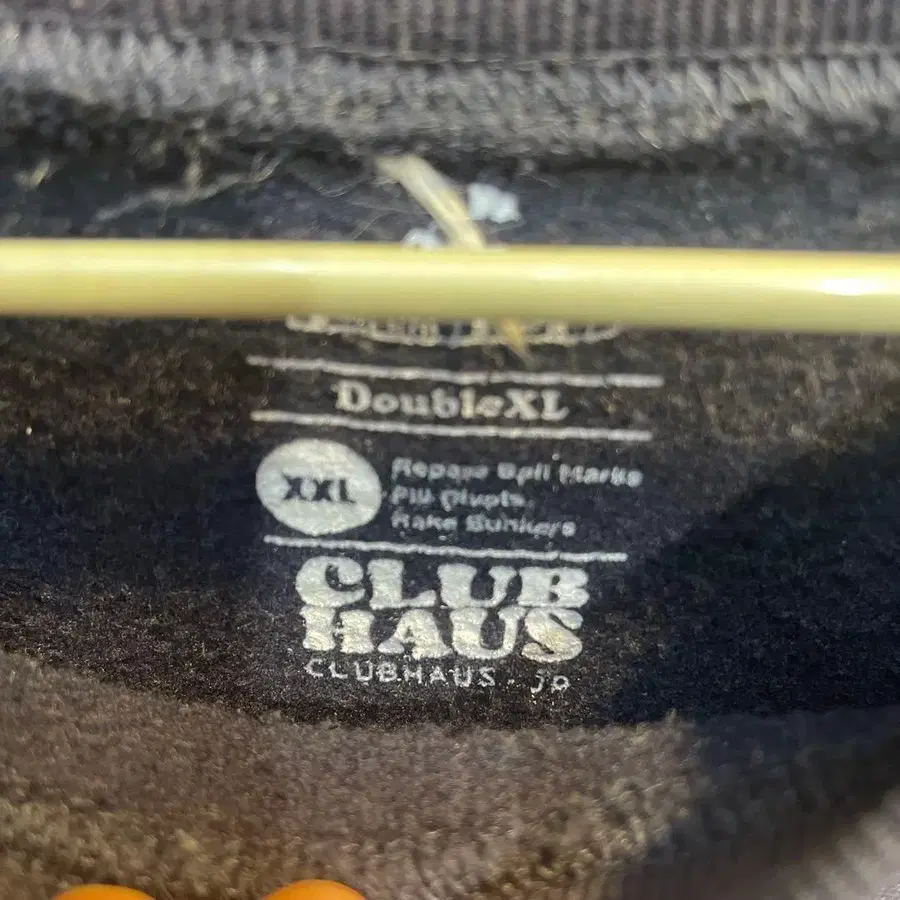 DoubleXL
XXL
Repair Ball Marks
Fill Divots
Rake Bunkers
CLUB
HAUS
CLUBHAUS.JP